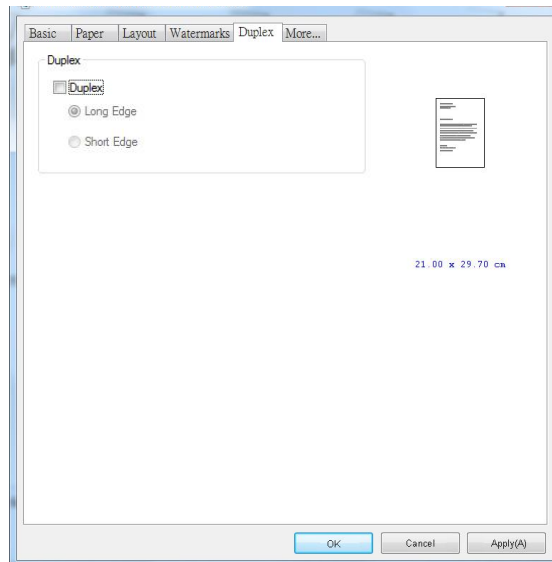 Basic Paper Layout Watermarks Duplex More...
Duplex
Duplex
Long Edge
Short Edge
21.00 x 29.70 cm
OK Cancel Apply(A)